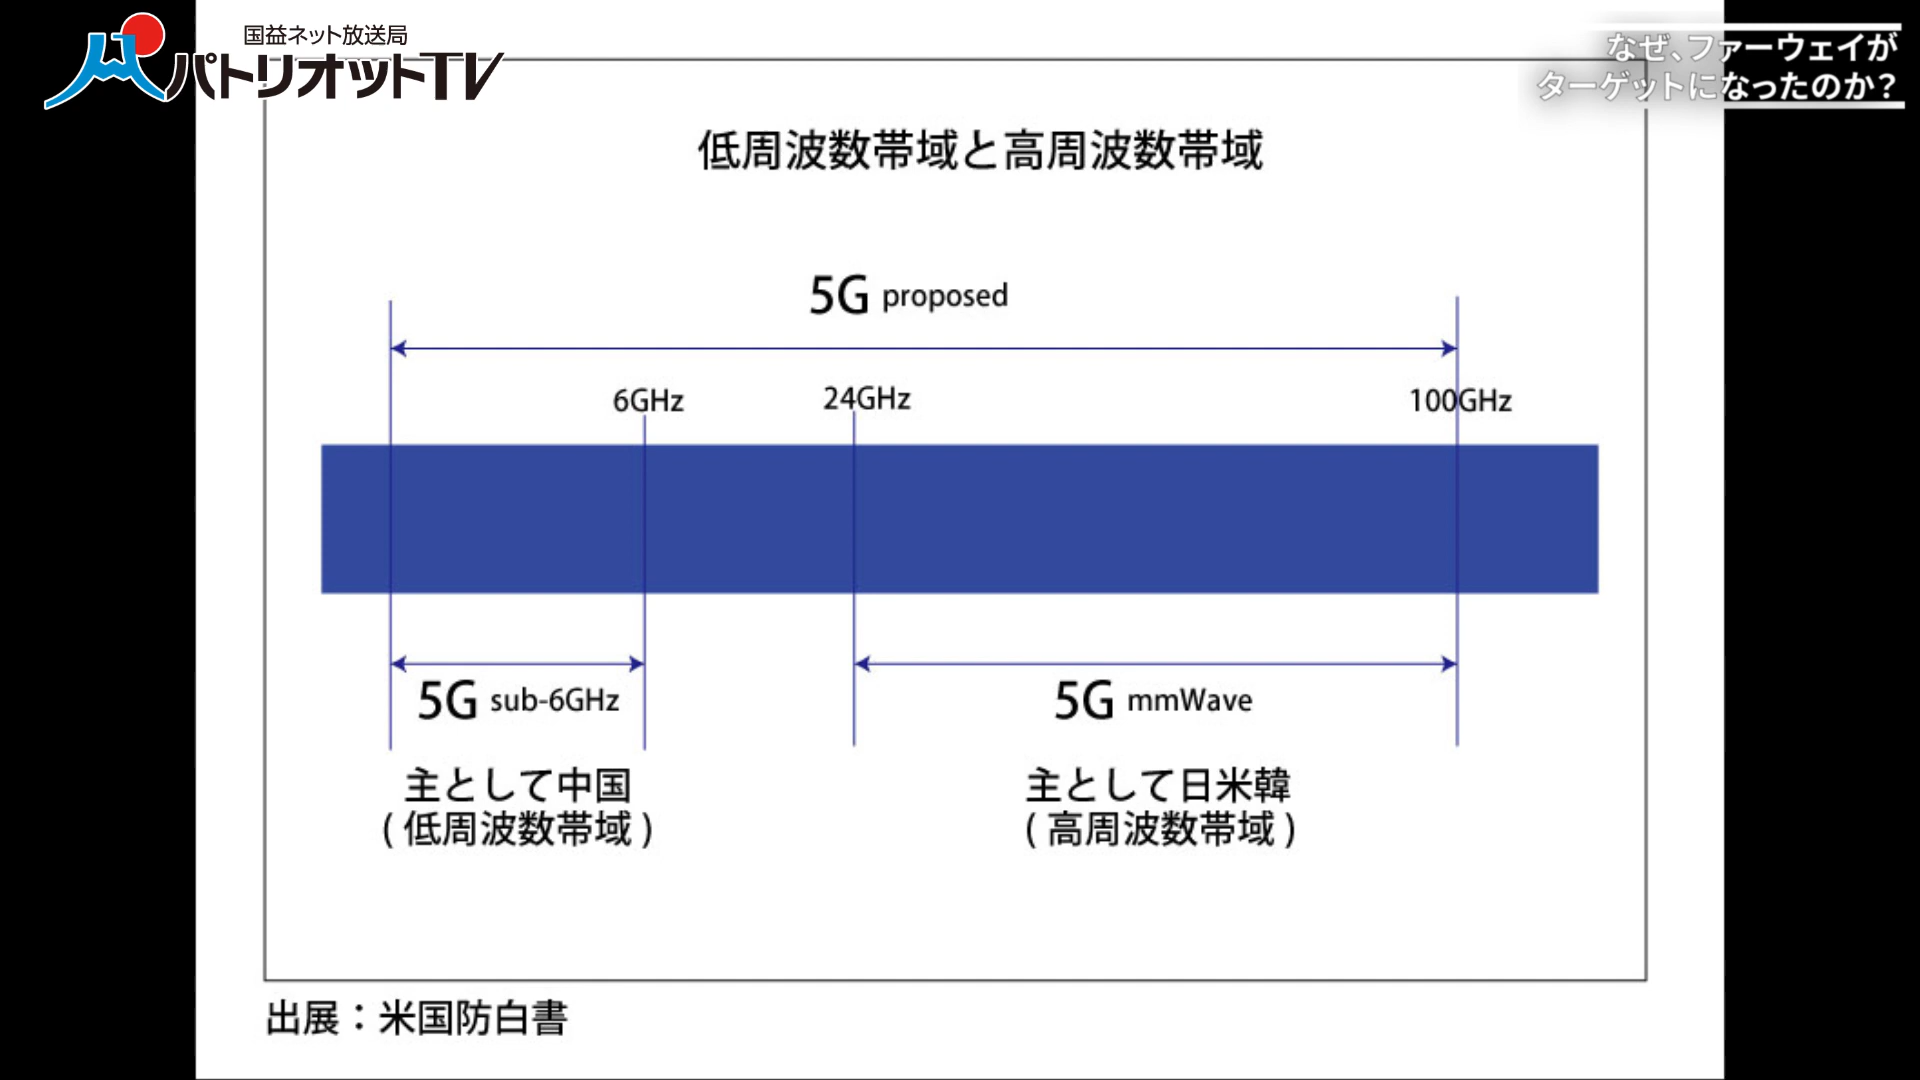 国益ネット放送局
パトリオットTV
なぜ、ファーウェイが
ターゲットになったのか？
低周波数帯域と高周波数帯域
5G proposed
6GHz
24GHz
100GHz
5G sub-6GHz
5G mmWave
主として中国
(低周波数帯域)
主として日米韓
(高周波数帯域)
出展：米国防白書